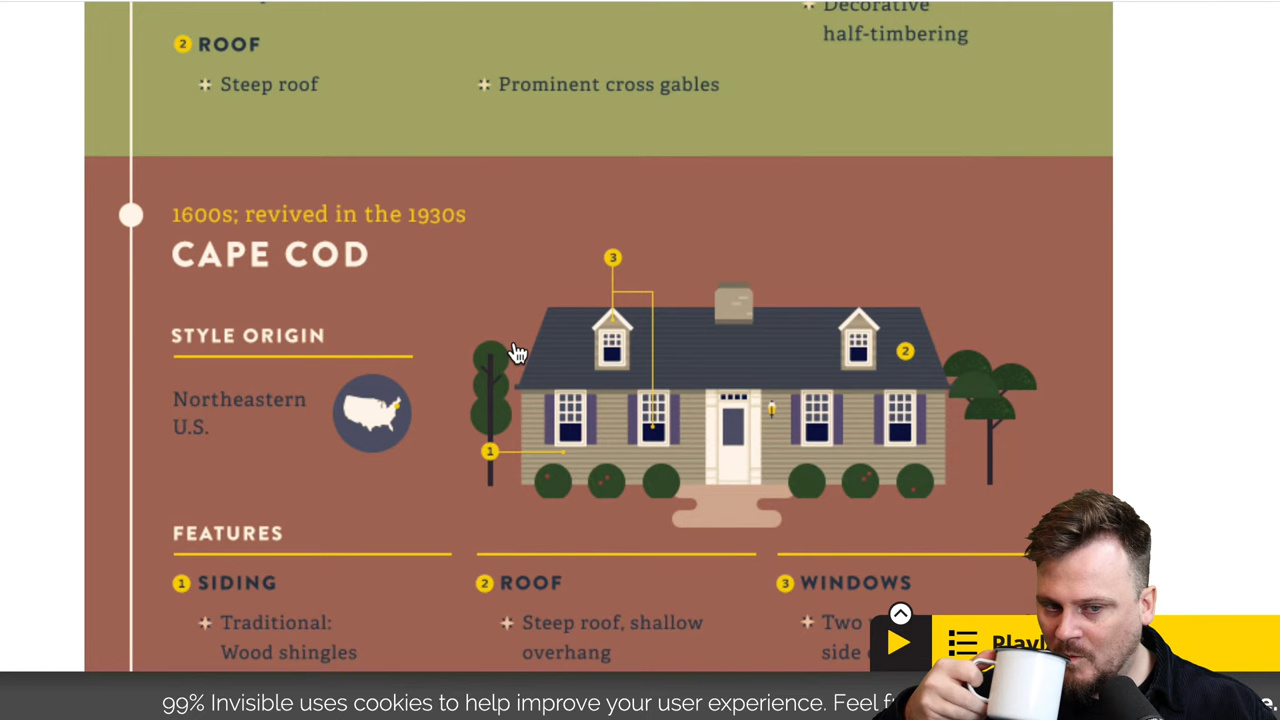 Decorative
half-timbering
2 ROOF
Steep roof
Prominent cross gables
1600s; revived in the 1930s
CAPE COD
3
STYLE ORIGIN
2
Northeastern
U.S.
1
FEATURES
1 SIDING
2 ROOF
3 WINDOWS
Traditional:
Wood shingles
Steep roof, shallow
overhang
Two
side
99% Invisible uses cookies to help improve your user experience. Feel